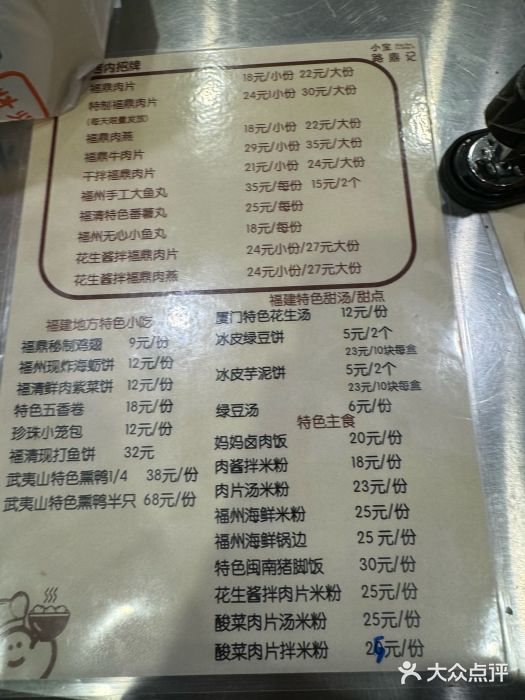 小宝
路嘉记
店内招牌
福鼎肉片 18元/小份 22元/大份
特制福鼎肉片 24元/小份 30元/大份
(每天限量发放)
福鼎肉燕 18元/小份 22元/大份
福鼎牛肉片 29元/小份 35元/大份
干拌福鼎肉片 21元/小份 24元/大份
福州手工大鱼丸 35元/每份 15元/2个
福清特色番薯丸 25元/每份
福州无心小鱼丸 18元/每份
花生酱拌福鼎肉片 24元小份/27元大份
花生酱拌福鼎肉燕 24元小份/27元大份
福建地方特色小吃
福鼎秘制鸡翅 9元/份
福州现炸海蛎饼 12元/份
福清鲜肉紫菜饼 12元/份
特色五香卷 18元/份
珍珠小笼包 12元/份
福清现打鱼饼 32元
武夷山特色熏鸭1/4 38元/份
武夷山特色熏鸭半只 68元/份
福建特色甜汤/甜点
厦门特色花生汤 12元/份
冰皮绿豆饼 5元/2个
23元/10块每盒
冰皮芋泥饼 5元/2个
23元/10块每盒
绿豆汤 6元/份
特色主食
妈妈卤肉饭 20元/份
肉酱拌米粉 18元/份
肉片汤米粉 23元/份
福州海鲜米粉 25元/份
福州海鲜锅边 25元/份
特色闽南猪脚饭 30元/份
花生酱拌肉片米粉 25元/份
酸菜肉片汤米粉 25元/份
酸菜肉片拌米粉 25元/份
大众点评